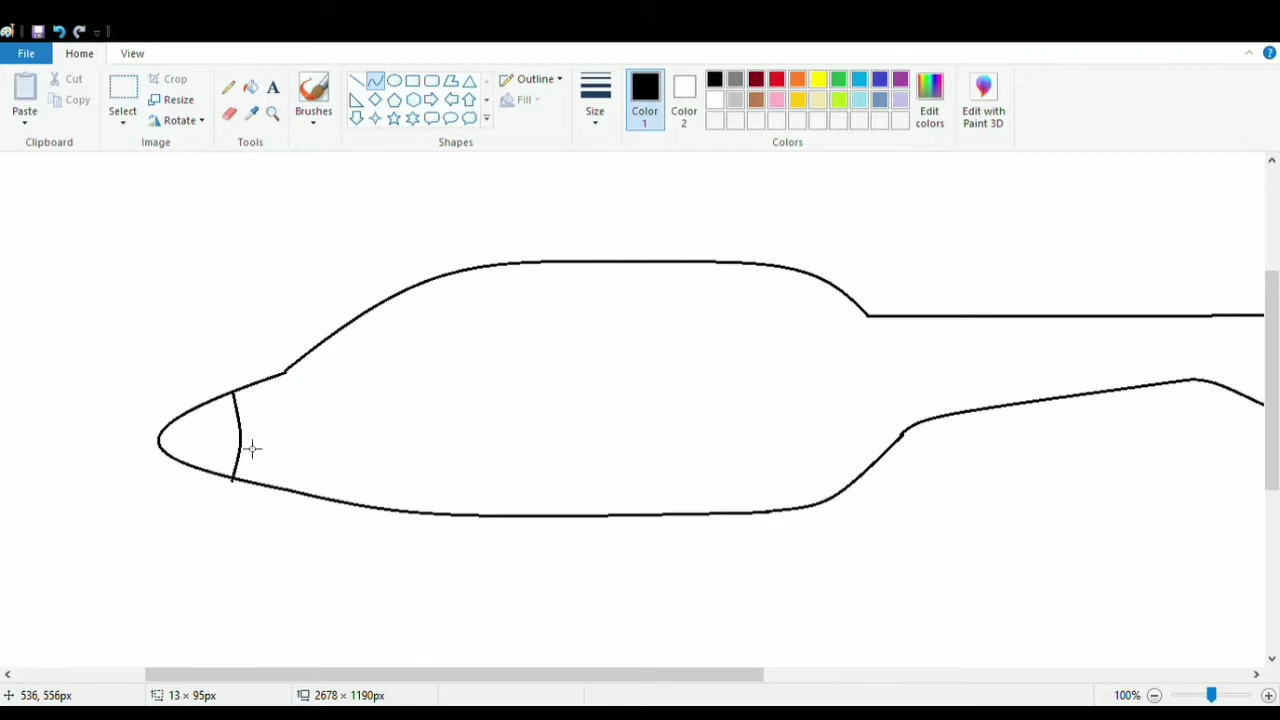 File Home View
Paste Cut Copy Clipboard
Select Crop Resize Rotate Image
Tools
Brushes
Outline Fill Shapes
Size
Color 1 Color 2 Edit colors Colors
Edit with Paint 3D
536, 556px 13 × 95px 2678 × 1190px 100%